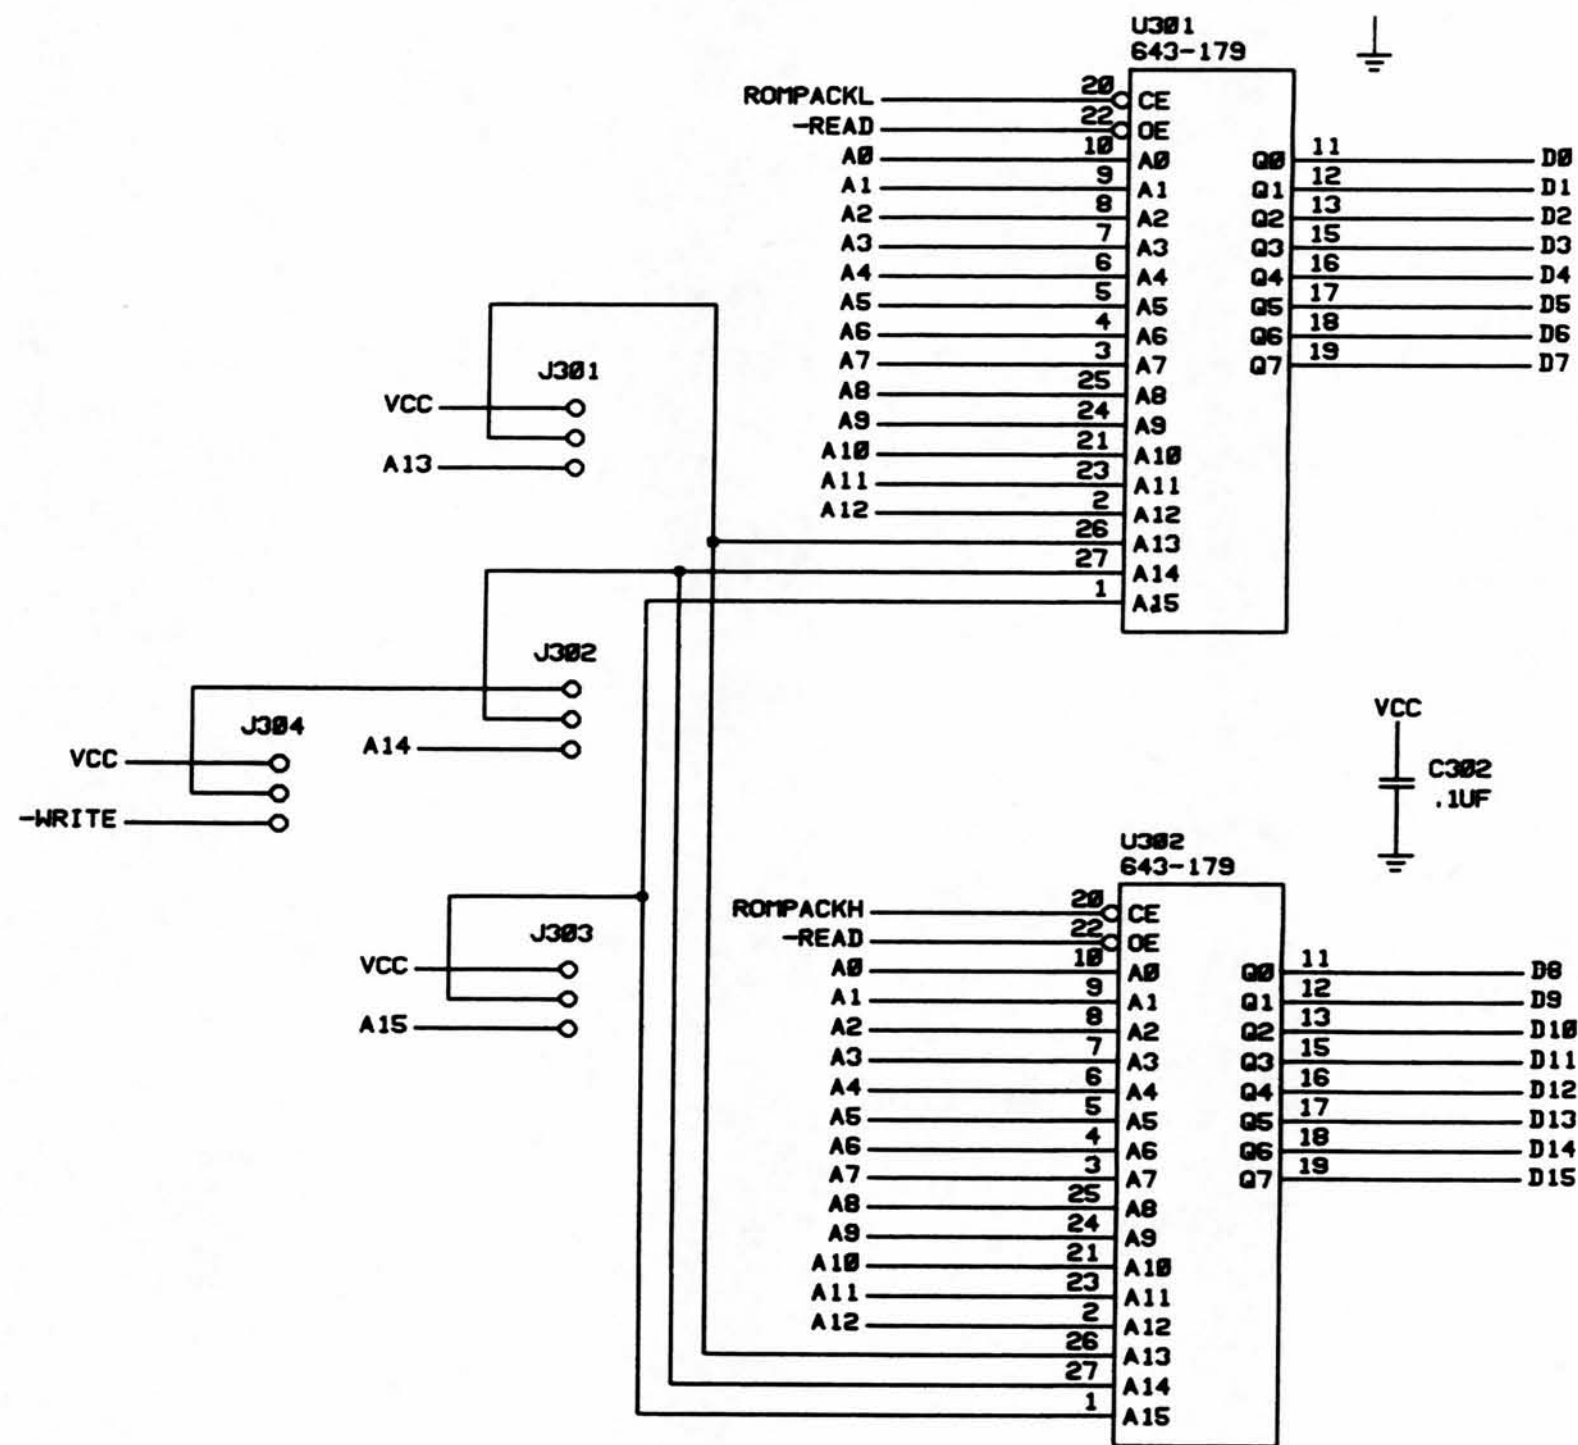 U301
643-179
ROMPACKL 20 CE
-READ 22 OE
A0 10 A0 Q0 11 D0
A1 9 A1 Q1 12 D1
A2 8 A2 Q2 13 D2
A3 7 A3 Q3 15 D3
A4 6 A4 Q4 16 D4
A5 5 A5 Q5 17 D5
A6 4 A6 Q6 18 D6
A7 3 A7 Q7 19 D7
A8 25 A8
A9 24 A9
A10 21 A10
A11 23 A11
A12 2 A12
26 A13
27 A14
1 A15
J301
VCC
A13
J302
A14
J304
VCC
-WRITE
J303
VCC
A15
VCC
C302
.1UF
U302
643-179
ROMPACKH 20 CE
-READ 22 OE
A0 10 A0 Q0 11 D8
A1 9 A1 Q1 12 D9
A2 8 A2 Q2 13 D10
A3 7 A3 Q3 15 D11
A4 6 A4 Q4 16 D12
A5 5 A5 Q5 17 D13
A6 4 A6 Q6 18 D14
A7 3 A7 Q7 19 D15
A8 25 A8
A9 24 A9
A10 21 A10
A11 23 A11
A12 2 A12
26 A13
27 A14
1 A15